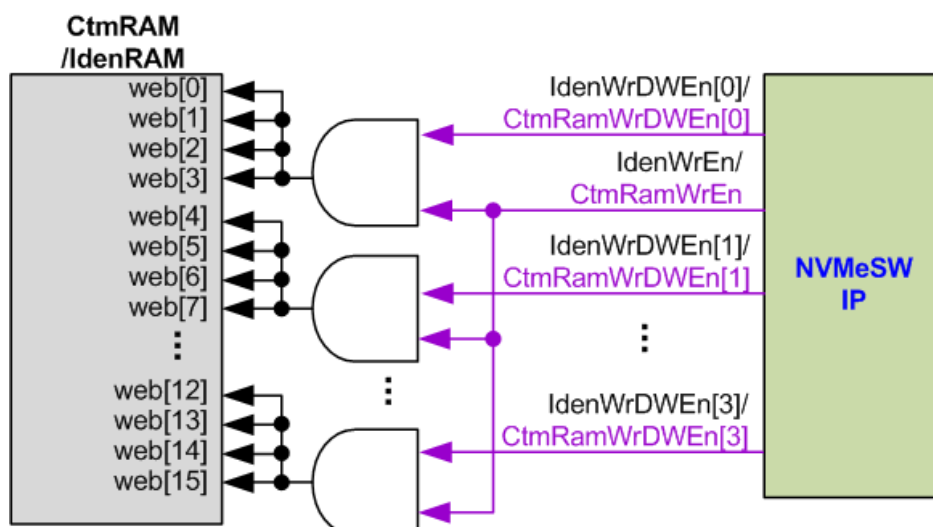 CtmRAM
/IdenRAM
web[0]
web[1]
web[2]
web[3]
web[4]
web[5]
web[6]
web[7]
...
web[12]
web[13]
web[14]
web[15]
...
IdenWrDWEn[0]/
CtmRamWrDWEn[0]
IdenWrEn/
CtmRamWrEn
IdenWrDWEn[1]/
CtmRamWrDWEn[1]
...
IdenWrDWEn[3]/
CtmRamWrDWEn[3]
NVMeSW
IP